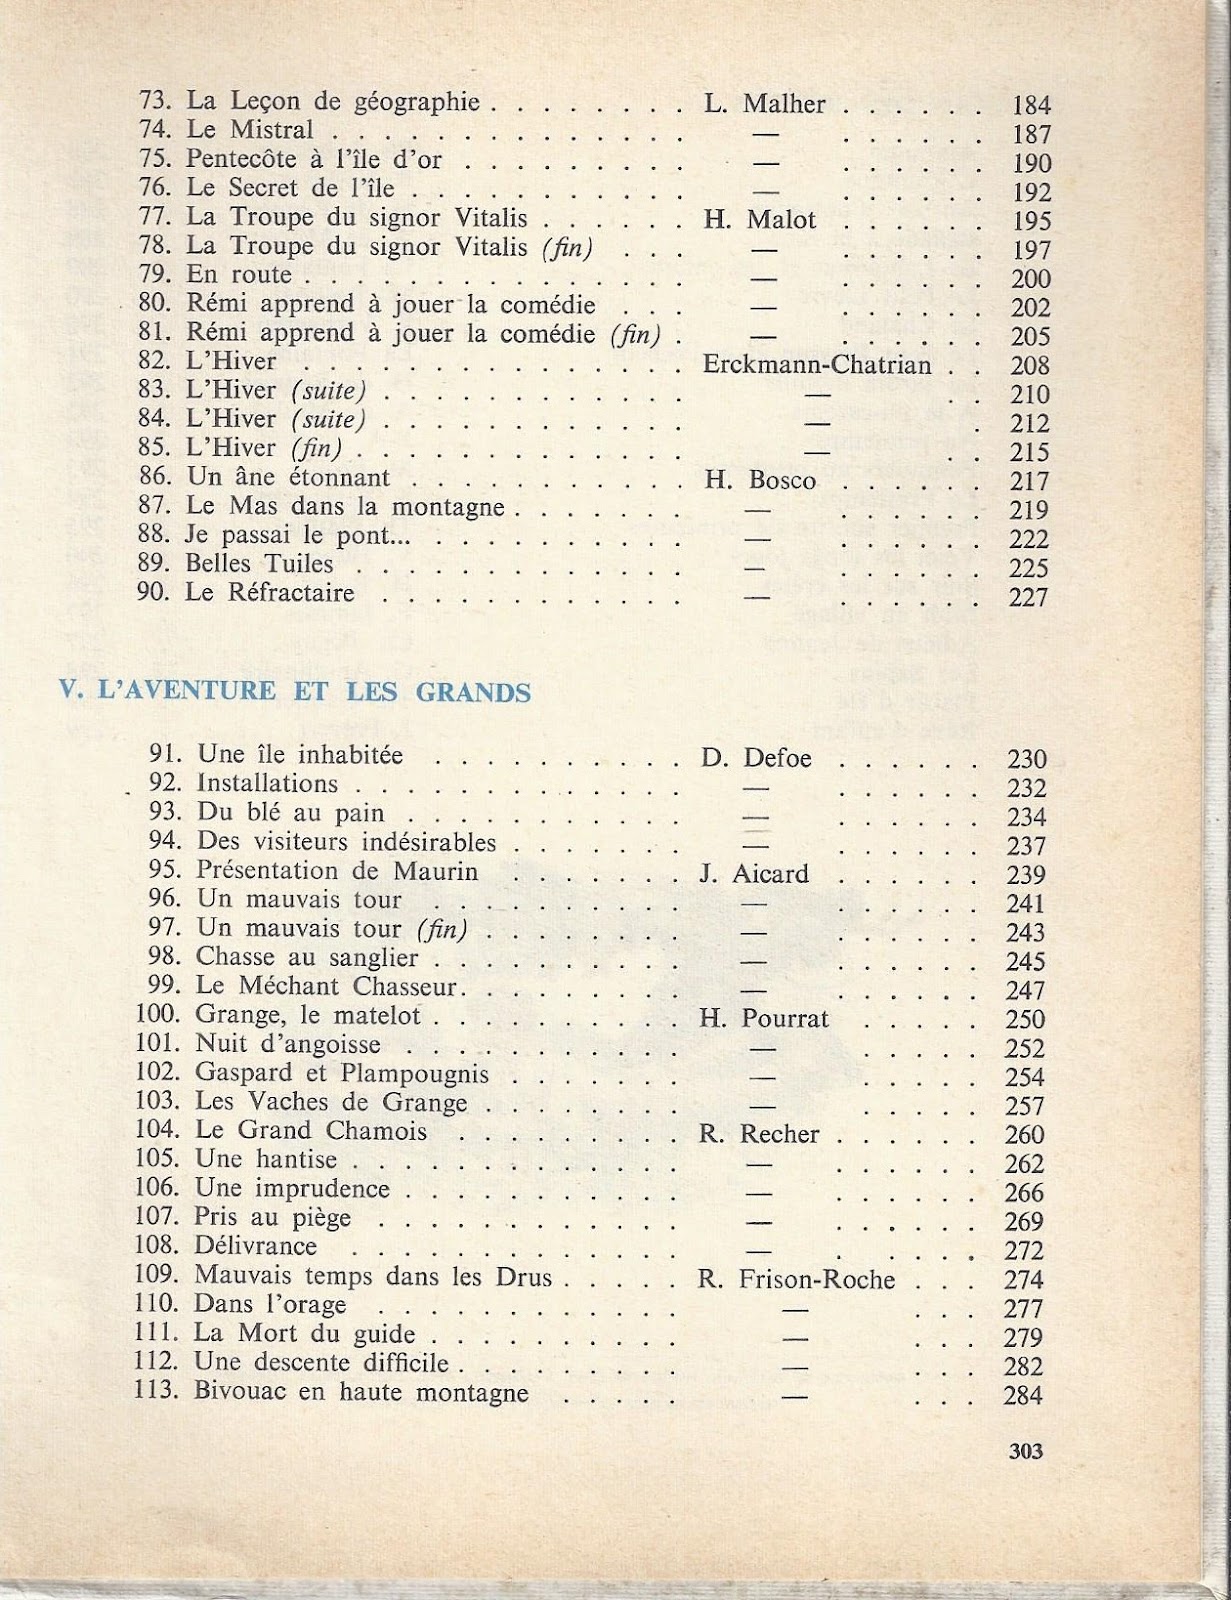 73. La Leçon de géographie . . . . . . . . L. Malher . . . . . . 184
74. Le Mistral . . . . . . . . . . . . . . — . . . . . . 187
75. Pentecôte à l'île d'or . . . . . . . . . — . . . . . . 190
76. Le Secret de l'île . . . . . . . . . . . — . . . . . . 192
77. La Troupe du signor Vitalis . . . . . . H. Malot . . . . . . 195
78. La Troupe du signor Vitalis (fin) . . . — . . . . . . 197
79. En route . . . . . . . . . . . . . . . — . . . . . . 200
80. Rémi apprend à jouer la comédie . . . — . . . . . . 202
81. Rémi apprend à jouer la comédie (fin) . — . . . . . . 205
82. L'Hiver . . . . . . . . . . . . . . . Erckmann-Chatrian . . 208
83. L'Hiver (suite) . . . . . . . . . . . . — . . 210
84. L'Hiver (suite) . . . . . . . . . . . . — . 212
85. L'Hiver (fin) . . . . . . . . . . . . . — . . 215
86. Un âne étonnant . . . . . . . . . . . H. Bosco . . . . . . 217
87. Le Mas dans la montagne . . . . . . . — . . . . . . 219
88. Je passai le pont... . . . . . . . . . . — . . . . . . 222
89. Belles Tuiles . . . . . . . . . . . . . — . . . . . . 225
90. Le Réfractaire . . . . . . . . . . . . — . . . . . . 227
V. L'AVENTURE ET LES GRANDS
91. Une île inhabitée . . . . . . . . . . D. Defoe . . . . . . 230
92. Installations . . . . . . . . . . . . . — . . . . . . 232
93. Du blé au pain . . . . . . . . . . . — . . . . . . 234
94. Des visiteurs indésirables . . . . . . . — . . . . . . 237
95. Présentation de Maurin . . . . . . . J. Aicard . . . . . . 239
96. Un mauvais tour . . . . . . . . . . — . . . . . . 241
97. Un mauvais tour (fin) . . . . . . . . — . . . . . . 243
98. Chasse au sanglier . . . . . . . . . . — . . . . . . 245
99. Le Méchant Chasseur. . . . . . . . . — . . . . . . 247
100. Grange, le matelot . . . . . . . . . . H. Pourrat . . . . . 250
101. Nuit d'angoisse . . . . . . . . . . . — . . . . . 252
102. Gaspard et Plampougnis . . . . . . . — . . . . . 254
103. Les Vaches de Grange . . . . . . . . — . . . . . 257
104. Le Grand Chamois . . . . . . . . . R. Recher . . . . . . 260
105. Une hantise . . . . . . . . . . . . . — . . . . . . 262
106. Une imprudence . . . . . . . . . . . — . . . . . . 266
107. Pris au piège . . . . . . . . . . . . — . . . . . . 269
108. Délivrance . . . . . . . . . . . . . — . . . . . . 272
109. Mauvais temps dans les Drus . . . . . R. Frison-Roche . . . 274
110. Dans l'orage . . . . . . . . . . . . — . . . 277
111. La Mort du guide . . . . . . . . . . — . . . 279
112. Une descente difficile . . . . . . . . . — . . . 282
113. Bivouac en haute montagne . . . . . — . . . 284
303